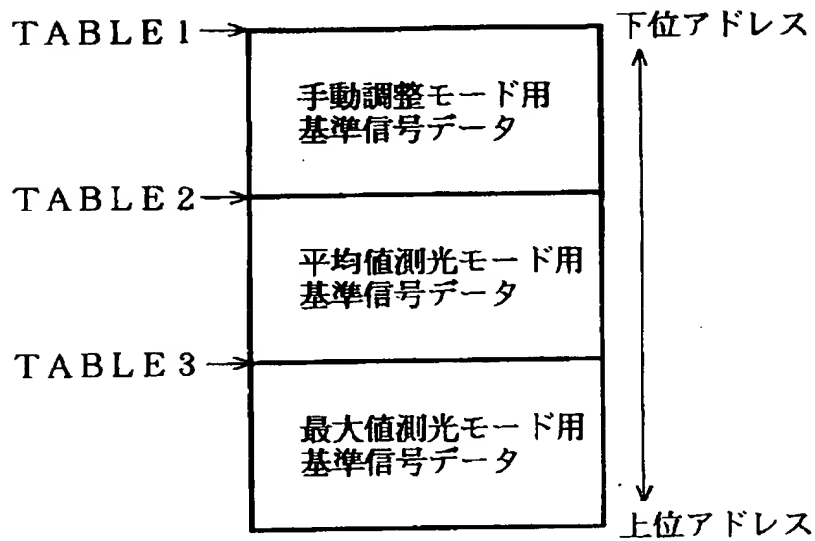 TABLE1
下位アドレス
手動調整モード用
基準信号データ
TABLE2
平均値測光モード用
基準信号データ
TABLE3
最大値測光モード用
基準信号データ
上位アドレス